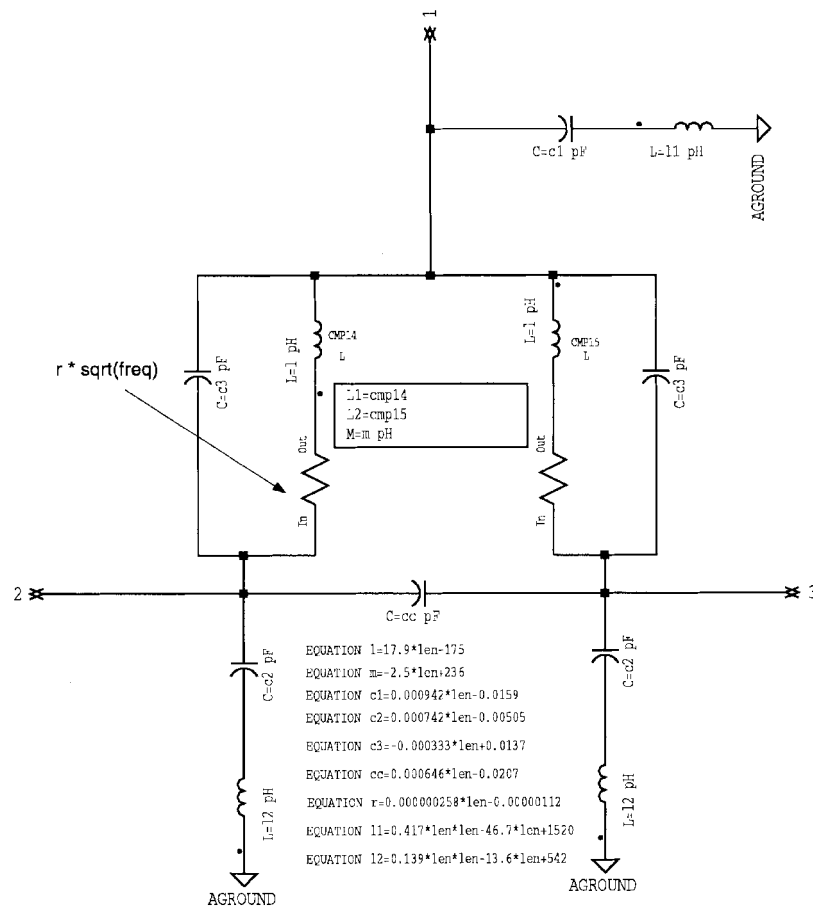 1
C=c1 pF
L=l1 pH
AGROUND
r * sqrt(freq)
C=c3 pF
L=l pH
CMP14
L
L=l pH
CMP15
L
C=c3 pF
L1=cmp14
L2=cmp15
M=m pH
Out
In
Out
In
2
3
C=cc pF
C=c2 pF
C=c2 pF
EQUATION l=17.9*len-175
EQUATION m=-2.5*len+236
EQUATION c1=0.000942*len-0.0159
EQUATION c2=0.000742*len-0.00505
EQUATION c3=-0.000333*len+0.0137
EQUATION cc=0.000646*len-0.0207
EQUATION r=0.000000258*len-0.00000112
EQUATION l1=0.417*len*len-46.7*len+1520
EQUATION l2=0.139*len*len-13.6*len+542
L=l2 pH
L=l2 pH
AGROUND
AGROUND